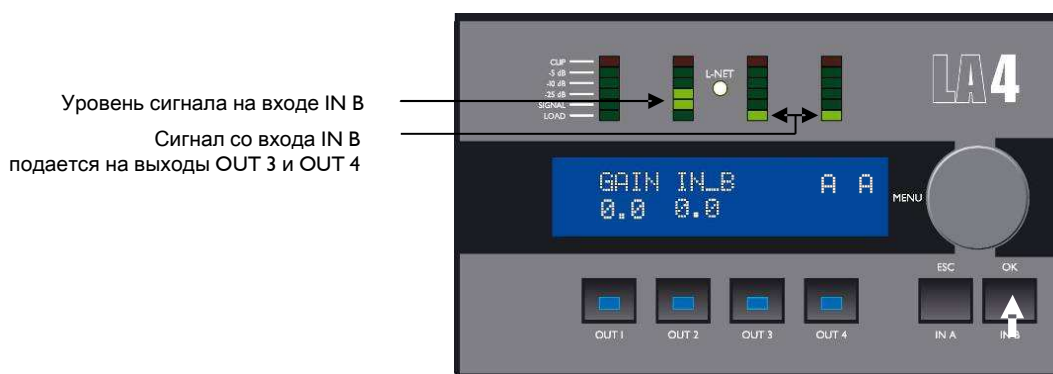 Уровень сигнала на входе IN B
Сигнал со входа IN B
подается на выходы OUT 3 и OUT 4
CLIP
-5 dB
-10 dB
-25 dB
SIGNAL
LOAD
L-NET
LA4
GAIN IN_B A A
0.0 0.0
MENU
ESC OK
OUT 1 OUT 2 OUT 3 OUT 4 IN A IN B